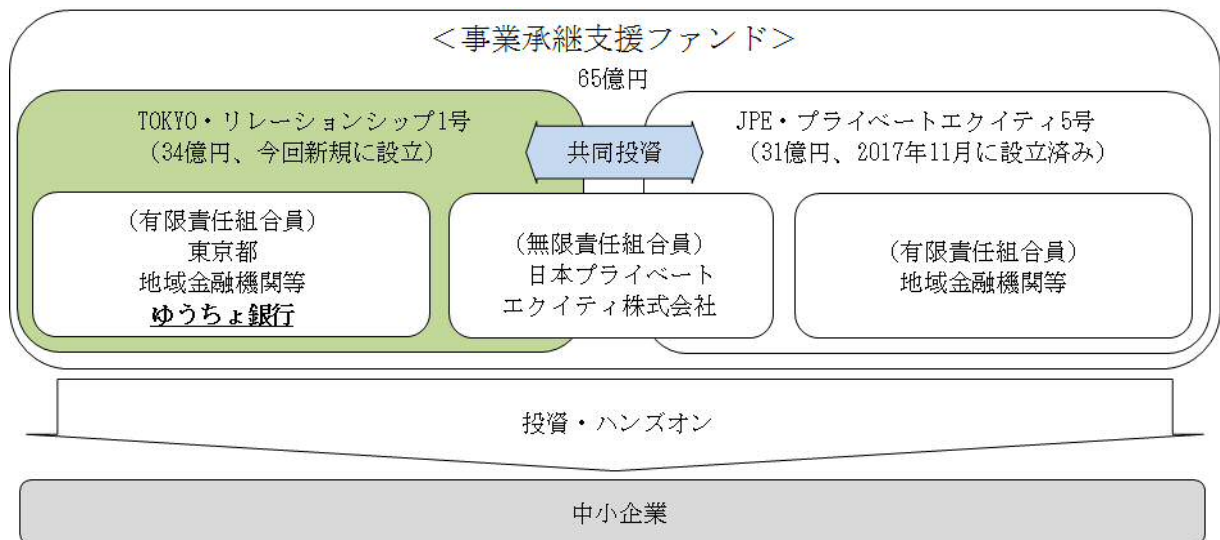 ＜事業承継支援ファンド＞
65億円
TOKYO・リレーションシップ1号
（34億円、今回新規に設立）
共同投資
JPE・プライベートエクイティ5号
（31億円、2017年11月に設立済み）
（有限責任組合員）
東京都
地域金融機関等
ゆうちょ銀行
（無限責任組合員）
日本プライベート
エクイティ株式会社
（有限責任組合員）
地域金融機関等
投資・ハンズオン
中小企業